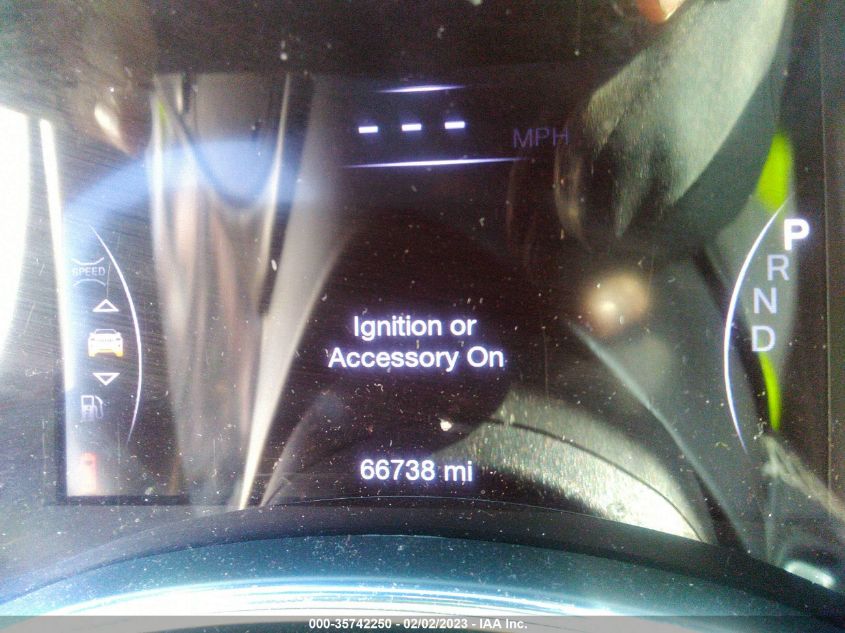 - - -
MPH
SPEED
P
R
N
D
Ignition or
Accessory On
66738 mi
000-35742250 - 02/02/2023 - IAA Inc.